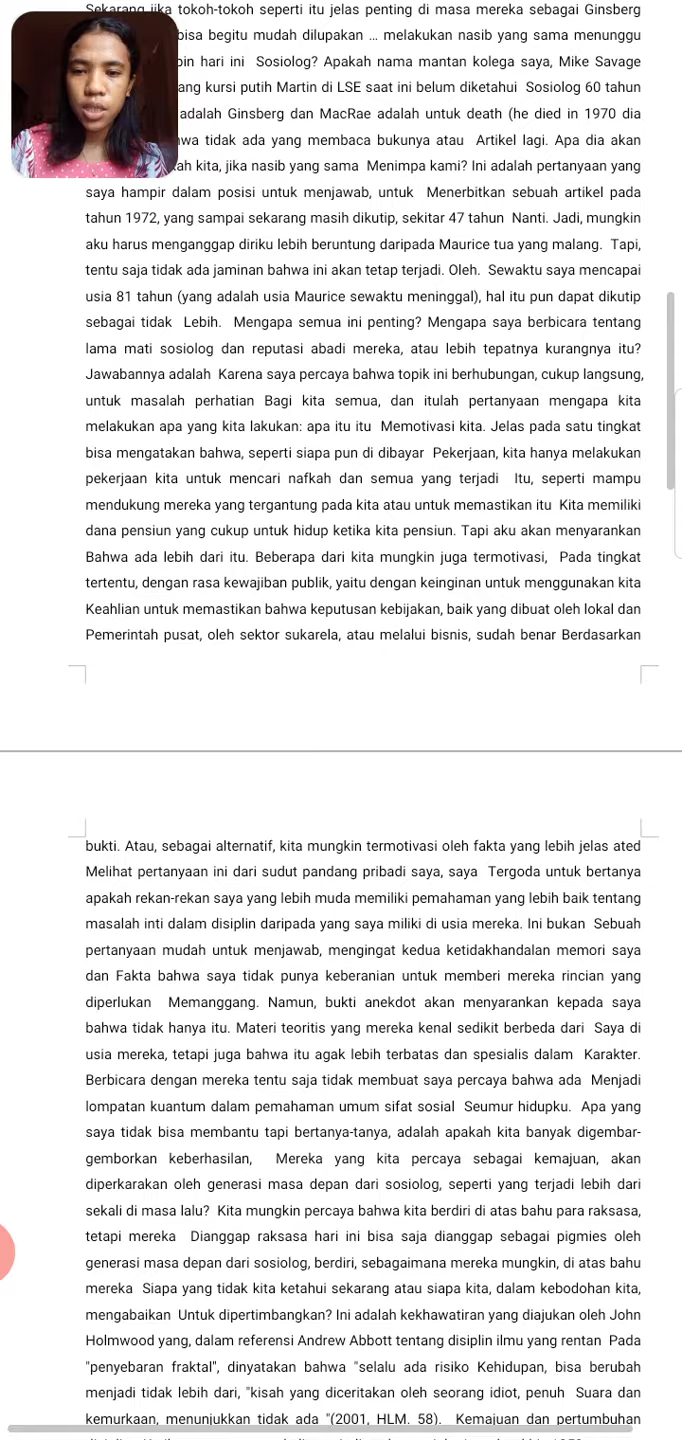 Sekarang jika tokoh-tokoh seperti itu jelas penting di masa mereka sebagai Ginsberg
bisa begitu mudah dilupakan ... melakukan nasib yang sama menunggu
hari ini Sosiolog? Apakah nama mantan kolega saya, Mike Savage
kursi putih Martin di LSE saat ini belum diketahui Sosiolog 60 tahun
adalah Ginsberg dan MacRae adalah untuk death (he died in 1970 dia
tidak ada yang membaca bukunya atau Artikel lagi. Apa dia akan
kita, jika nasib yang sama Menimpa kami? Ini adalah pertanyaan yang
saya hampir dalam posisi untuk menjawab, untuk Menerbitkan sebuah artikel pada
tahun 1972, yang sampai sekarang masih dikutip, sekitar 47 tahun Nanti. Jadi, mungkin
aku harus menganggap diriku lebih beruntung daripada Maurice tua yang malang. Tapi,
tentu saja tidak ada jaminan bahwa ini akan tetap terjadi. Oleh. Sewaktu saya mencapai
usia 81 tahun (yang adalah usia Maurice sewaktu meninggal), hal itu pun dapat dikutip
sebagai tidak Lebih. Mengapa semua ini penting? Mengapa saya berbicara tentang
lama mati sosiolog dan reputasi abadi mereka, atau lebih tepatnya kurangnya itu?
Jawabannya adalah Karena saya percaya bahwa topik ini berhubungan, cukup langsung,
untuk masalah perhatian Bagi kita semua, dan itulah pertanyaan mengapa kita
melakukan apa yang kita lakukan: apa itu itu Memotivasi kita. Jelas pada satu tingkat
bisa mengatakan bahwa, seperti siapa pun di dibayar Pekerjaan, kita hanya melakukan
pekerjaan kita untuk mencari nafkah dan semua yang terjadi Itu, seperti mampu
mendukung mereka yang tergantung pada kita atau untuk memastikan itu Kita memiliki
dana pensiun yang cukup untuk hidup ketika kita pensiun. Tapi aku akan menyarankan
Bahwa ada lebih dari itu. Beberapa dari kita mungkin juga termotivasi, Pada tingkat
tertentu, dengan rasa kewajiban publik, yaitu dengan keinginan untuk menggunakan kita
Keahlian untuk memastikan bahwa keputusan kebijakan, baik yang dibuat oleh lokal dan
Pemerintah pusat, oleh sektor sukarela, atau melalui bisnis, sudah benar Berdasarkan
bukti. Atau, sebagai alternatif, kita mungkin termotivasi oleh fakta yang lebih jelas ated
Melihat pertanyaan ini dari sudut pandang pribadi saya, saya Tergoda untuk bertanya
apakah rekan-rekan saya yang lebih muda memiliki pemahaman yang lebih baik tentang
masalah inti dalam disiplin daripada yang saya miliki di usia mereka. Ini bukan Sebuah
pertanyaan mudah untuk menjawab, mengingat kedua ketidakhandalan memori saya
dan Fakta bahwa saya tidak punya keberanian untuk memberi mereka rincian yang
diperlukan Memanggang. Namun, bukti anekdot akan menyarankan kepada saya
bahwa tidak hanya itu. Materi teoritis yang mereka kenal sedikit berbeda dari Saya di
usia mereka, tetapi juga bahwa itu agak lebih terbatas dan spesialis dalam Karakter.
Berbicara dengan mereka tentu saja tidak membuat saya percaya bahwa ada Menjadi
lompatan kuantum dalam pemahaman umum sifat sosial Seumur hidupku. Apa yang
saya tidak bisa membantu tapi bertanya-tanya, adalah apakah kita banyak digembar-
gemborkan keberhasilan, Mereka yang kita percaya sebagai kemajuan, akan
diperkarakan oleh generasi masa depan dari sosiolog, seperti yang terjadi lebih dari
sekali di masa lalu? Kita mungkin percaya bahwa kita berdiri di atas bahu para raksasa,
tetapi mereka Dianggap raksasa hari ini bisa saja dianggap sebagai pigmies oleh
generasi masa depan dari sosiolog, berdiri, sebagaimana mereka mungkin, di atas bahu
mereka Siapa yang tidak kita ketahui sekarang atau siapa kita, dalam kebodohan kita,
mengabaikan Untuk dipertimbangkan? Ini adalah kekhawatiran yang diajukan oleh John
Holmwood yang, dalam referensi Andrew Abbott tentang disiplin ilmu yang rentan Pada
"penyebaran fraktal", dinyatakan bahwa "selalu ada risiko Kehidupan, bisa berubah
menjadi tidak lebih dari, "kisah yang diceritakan oleh seorang idiot, penuh Suara dan
kemurkaan, menunjukkan tidak ada "(2001, HLM. 58). Kemajuan dan pertumbuhan